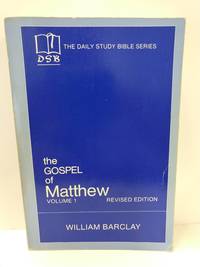 DSB
THE DAILY STUDY BIBLE SERIES
the
GOSPEL
of
Matthew
VOLUME 1 REVISED EDITION
WILLIAM BARCLAY